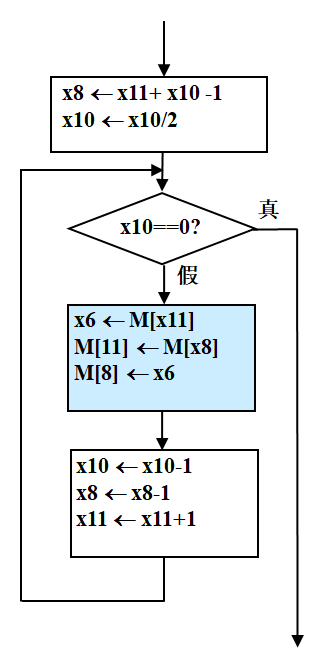 x8 ← x11+ x10 -1
x10 ← x10/2
x10==0?
真
假
x6 ← M[x11]
M[11] ← M[x8]
M[8] ← x6
x10 ← x10-1
x8 ← x8-1
x11 ← x11+1